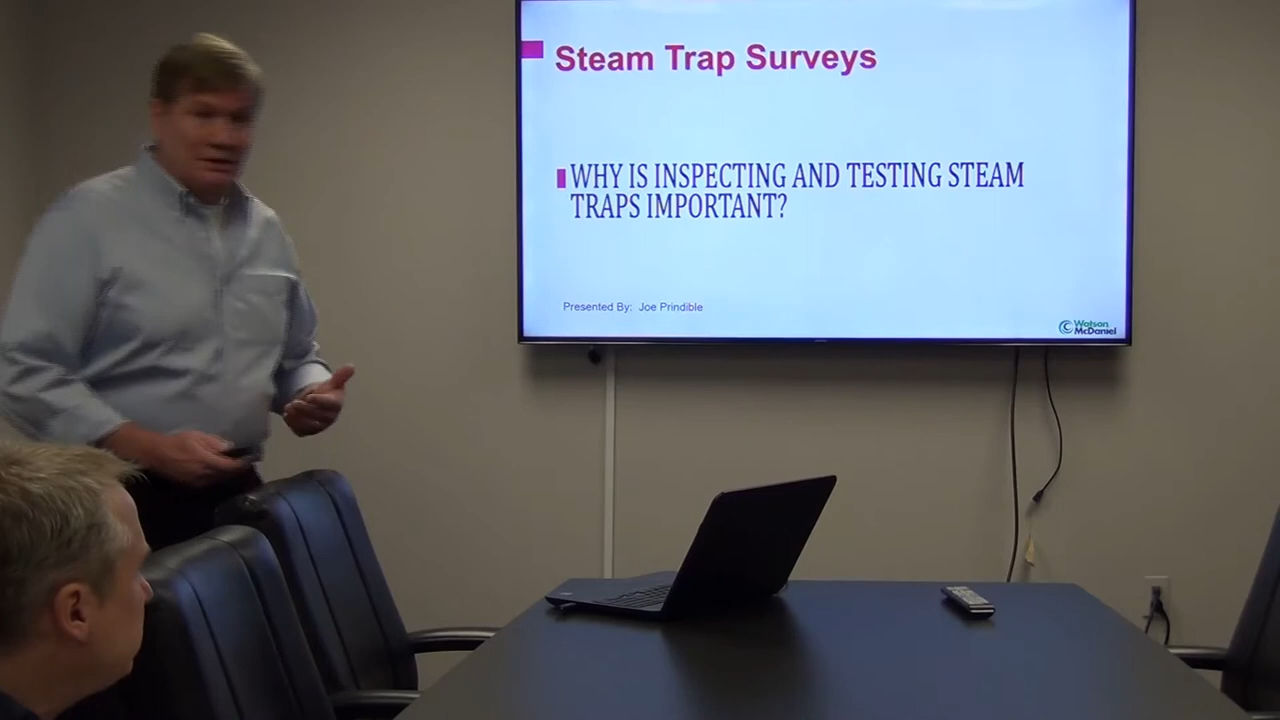 Steam Trap Surveys
WHY IS INSPECTING AND TESTING STEAM
TRAPS IMPORTANT?
Presented By: Joe Prindible
Watson
McDaniel